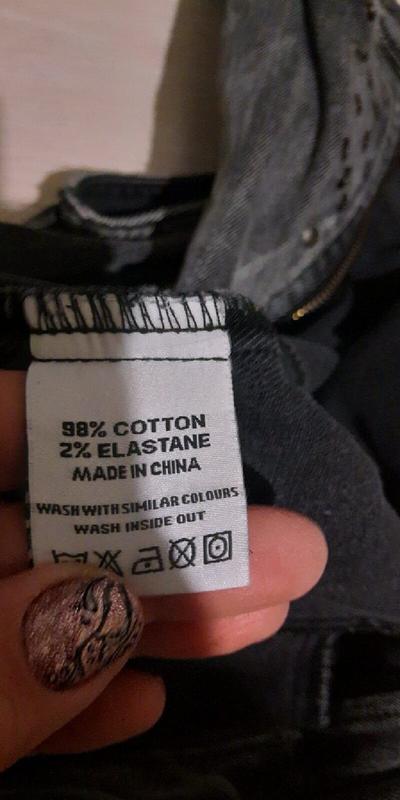 98% COTTON
2% ELASTANE
MADE IN CHINA
WASH WITH SIMILAR COLOURS
WASH INSIDE OUT